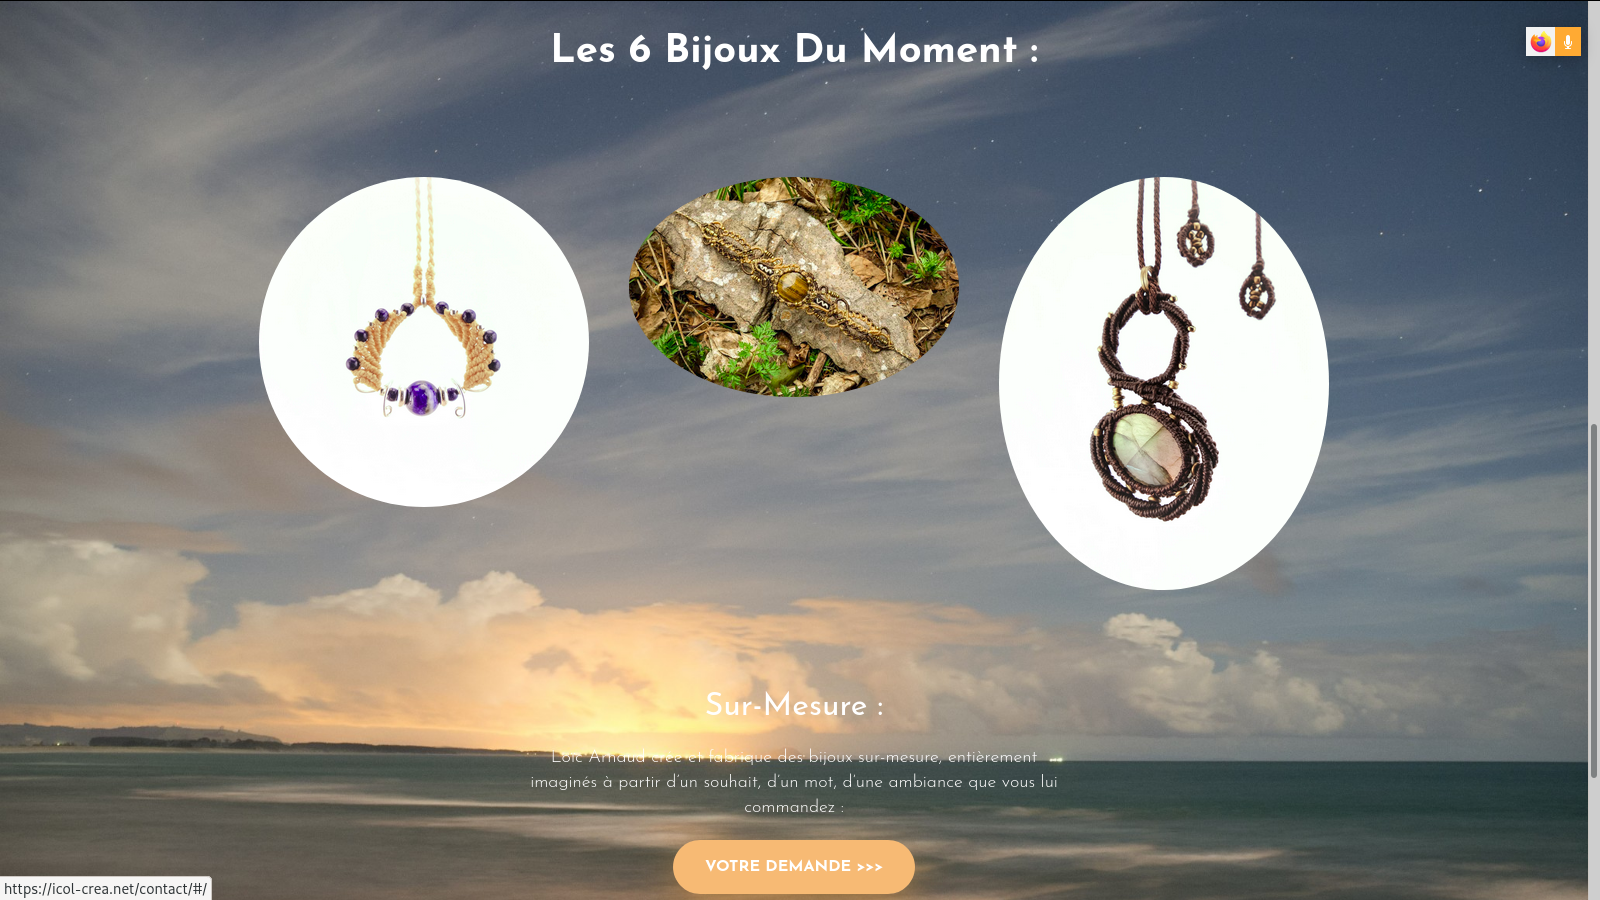 Les 6 Bijoux Du Moment :
Sur-Mesure :
Loïc Arnaud crée et fabrique des bijoux sur-mesure, entièrement
imaginés à partir d'un souhait, d'un mot, d'une ambiance que vous lui
commandez :
VOTRE DEMANDE >>>
https://icol-crea.net/contact/#/